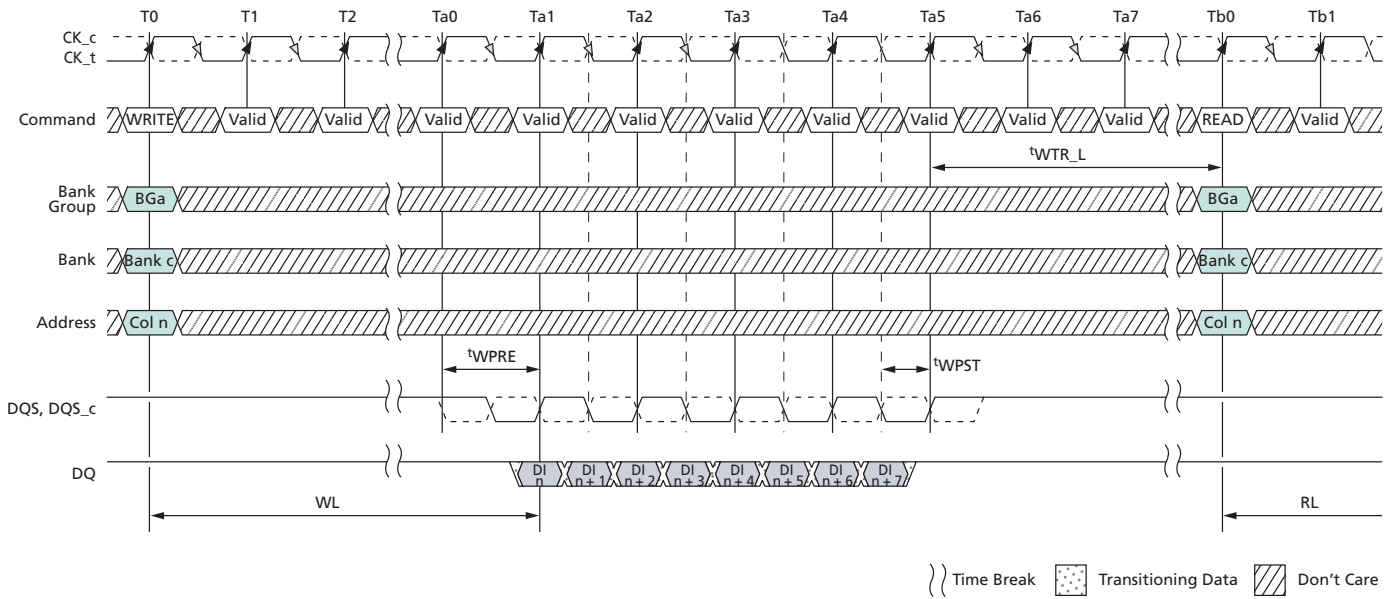 T0 T1 T2 Ta0 Ta1 Ta2 Ta3 Ta4 Ta5 Ta6 Ta7 Tb0 Tb1
CK_c
CK_t
Command WRITE Valid Valid Valid Valid Valid Valid Valid Valid Valid Valid READ Valid
tWTR_L
Bank
Group BGa BGa
Bank Bank c Bank c
Address Col n Col n
tWPRE tWPST
DQS, DQS_c
DQ DI n DI n + 1 DI n + 2 DI n + 3 DI n + 4 DI n + 5 DI n + 6 DI n + 7
WL RL
Time Break Transitioning Data Don't Care